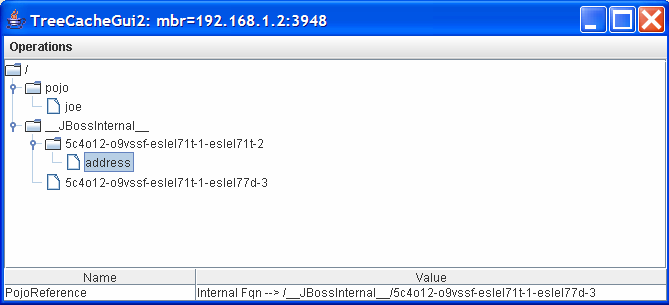 TreeCacheGui2: mbr=192.168.1.2:3948
Operations
/
pojo
joe
__JBossInternal__
5c4o12-o9vssf-eslel71t-1-eslel71t-2
address
5c4o12-o9vssf-eslel71t-1-eslel77d-3
Name Value
PojoReference Internal Fqn --> /__JBossInternal__/5c4o12-o9vssf-eslel71t-1-eslel77d-3